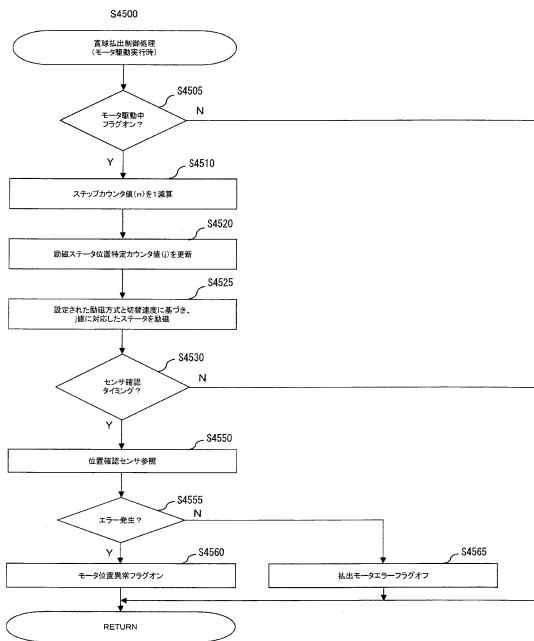 S4500
賞球払出制御処理
(モータ駆動実行時)
S4505
モータ駆動中
フラグオン?
N
Y
S4510
ステップカウンタ値(n)を1減算
S4520
励磁ステータ位置特定カウンタ値(j)を更新
S4525
設定された励磁方式と切替速度に基づき、
j値に対応したステータを励磁
S4530
センサ確認
タイミング?
N
Y
S4550
位置確認センサ参照
S4555
エラー発生?
N
Y
S4560
モータ位置異常フラグオン
S4565
払出モータエラーフラグオフ
RETURN